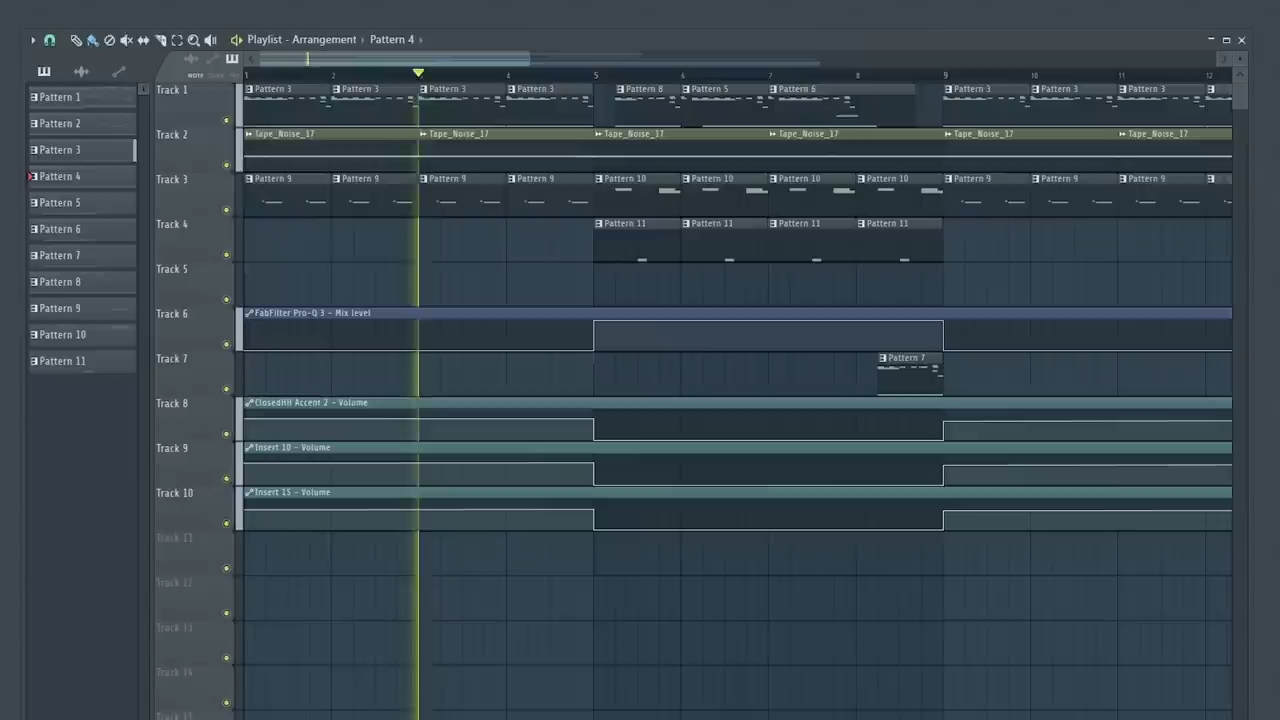 Playlist - Arrangement › Pattern 4 ›
NOTE
1 2 4 5 6 7 8 9 10 11 12
Pattern 1
Pattern 2
Pattern 3
Pattern 4
Pattern 5
Pattern 6
Pattern 7
Pattern 8
Pattern 9
Pattern 10
Pattern 11
Track 1
Pattern 3 Pattern 3 Pattern 3 Pattern 3 Pattern 8 Pattern 5 Pattern 6 Pattern 3 Pattern 3 Pattern 3
Track 2
Tape_Noise_17 Tape_Noise_17 Tape_Noise_17 Tape_Noise_17 Tape_Noise_17 Tape_Noise_17
Track 3
Pattern 9 Pattern 9 Pattern 9 Pattern 9 Pattern 10 Pattern 10 Pattern 10 Pattern 10 Pattern 9 Pattern 9 Pattern 9
Track 4
Pattern 11 Pattern 11 Pattern 11 Pattern 11
Track 5
Track 6
FabFilter Pro-Q 3 - Mix level
Track 7
Pattern 7
Track 8
ClosedHH Accent 2 - Volume
Track 9
Insert 10 - Volume
Track 10
Insert 15 - Volume
Track 11
Track 12
Track 13
Track 14
Track 15